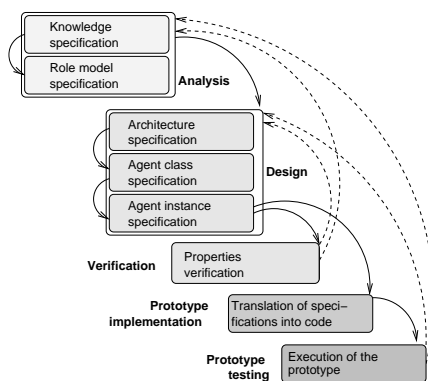 Knowledge
specification
Role model
specification
Analysis
Architecture
specification
Agent class
specification
Design
Agent instance
specification
Verification
Properties
verification
Prototype
implementation
Translation of speci–
fications into code
Prototype
testing
Execution of the
prototype